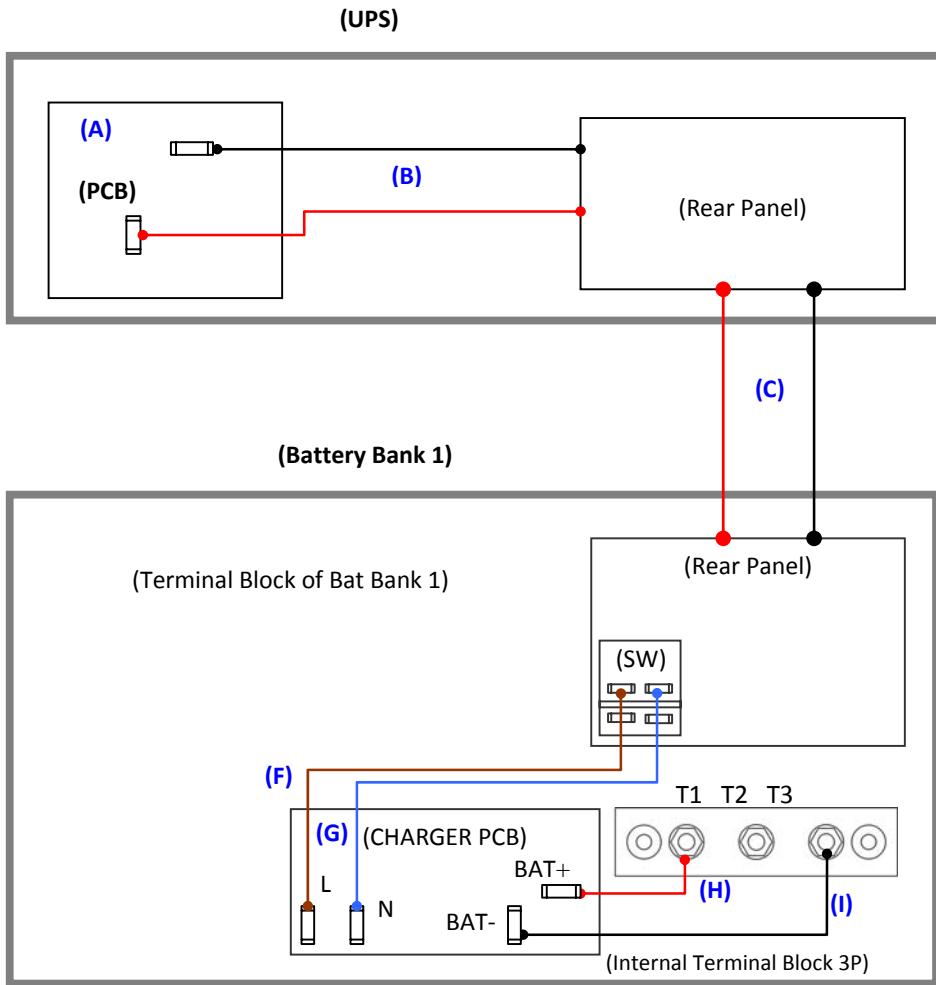 (UPS)
(A)
(PCB)
(B)
(Rear Panel)
(C)
(Battery Bank 1)
(Terminal Block of Bat Bank 1)
(Rear Panel)
(SW)
(F)
(G)
(CHARGER PCB)
T1 T2 T3
L
N
BAT+
BAT-
(H)
(I)
(Internal Terminal Block 3P)